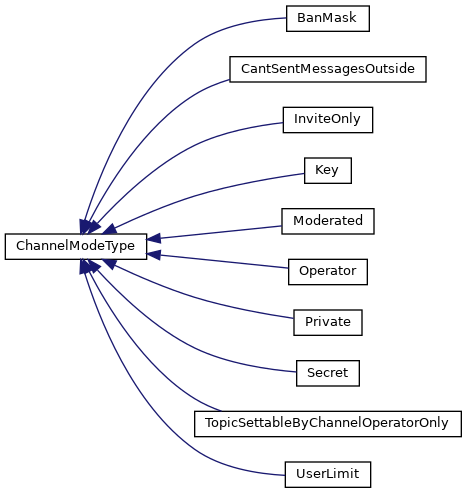 BanMask
CantSentMessagesOutside
InviteOnly
Key
Moderated
ChannelModeType
Operator
Private
Secret
TopicSettableByChannelOperatorOnly
UserLimit